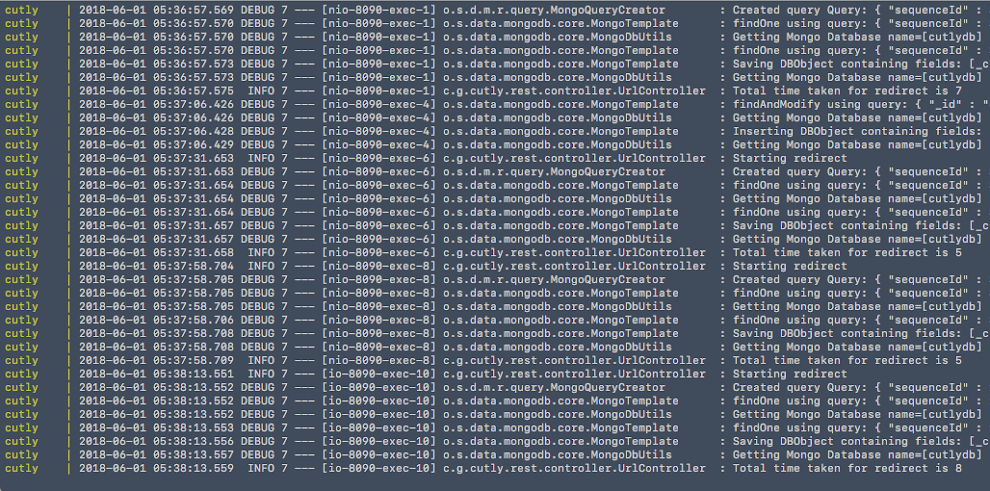 cutly | 2018-06-01 05:36:57.569 DEBUG 7 --- [nio-8090-exec-1] o.s.d.m.r.query.MongoQueryCreator : Created query Query: { "sequenceId" :
cutly | 2018-06-01 05:36:57.570 DEBUG 7 --- [nio-8090-exec-1] o.s.data.mongodb.core.MongoTemplate : findOne using query: { "sequenceId" :
cutly | 2018-06-01 05:36:57.570 DEBUG 7 --- [nio-8090-exec-1] o.s.data.mongodb.core.MongoDbUtils : Getting Mongo Database name=[cutlydb]
cutly | 2018-06-01 05:36:57.570 DEBUG 7 --- [nio-8090-exec-1] o.s.data.mongodb.core.MongoTemplate : findOne using query: { "sequenceId" :
cutly | 2018-06-01 05:36:57.573 DEBUG 7 --- [nio-8090-exec-1] o.s.data.mongodb.core.MongoTemplate : Saving DBObject containing fields: [_c
cutly | 2018-06-01 05:36:57.573 DEBUG 7 --- [nio-8090-exec-1] o.s.data.mongodb.core.MongoDbUtils : Getting Mongo Database name=[cutlydb]
cutly | 2018-06-01 05:36:57.575 INFO 7 --- [nio-8090-exec-1] c.g.cutly.rest.controller.UrlController : Total time taken for redirect is 7
cutly | 2018-06-01 05:37:06.426 DEBUG 7 --- [nio-8090-exec-4] o.s.data.mongodb.core.MongoTemplate : findAndModify using query: { "_id" : "
cutly | 2018-06-01 05:37:06.426 DEBUG 7 --- [nio-8090-exec-4] o.s.data.mongodb.core.MongoDbUtils : Getting Mongo Database name=[cutlydb]
cutly | 2018-06-01 05:37:06.428 DEBUG 7 --- [nio-8090-exec-4] o.s.data.mongodb.core.MongoTemplate : Inserting DBObject containing fields:
cutly | 2018-06-01 05:37:06.429 DEBUG 7 --- [nio-8090-exec-4] o.s.data.mongodb.core.MongoDbUtils : Getting Mongo Database name=[cutlydb]
cutly | 2018-06-01 05:37:31.653 INFO 7 --- [nio-8090-exec-6] c.g.cutly.rest.controller.UrlController : Starting redirect
cutly | 2018-06-01 05:37:31.653 DEBUG 7 --- [nio-8090-exec-6] o.s.d.m.r.query.MongoQueryCreator : Created query Query: { "sequenceId" :
cutly | 2018-06-01 05:37:31.654 DEBUG 7 --- [nio-8090-exec-6] o.s.data.mongodb.core.MongoTemplate : findOne using query: { "sequenceId" :
cutly | 2018-06-01 05:37:31.654 DEBUG 7 --- [nio-8090-exec-6] o.s.data.mongodb.core.MongoDbUtils : Getting Mongo Database name=[cutlydb]
cutly | 2018-06-01 05:37:31.654 DEBUG 7 --- [nio-8090-exec-6] o.s.data.mongodb.core.MongoTemplate : findOne using query: { "sequenceId" :
cutly | 2018-06-01 05:37:31.657 DEBUG 7 --- [nio-8090-exec-6] o.s.data.mongodb.core.MongoTemplate : Saving DBObject containing fields: [_c
cutly | 2018-06-01 05:37:31.657 DEBUG 7 --- [nio-8090-exec-6] o.s.data.mongodb.core.MongoDbUtils : Getting Mongo Database name=[cutlydb]
cutly | 2018-06-01 05:37:31.658 INFO 7 --- [nio-8090-exec-6] c.g.cutly.rest.controller.UrlController : Total time taken for redirect is 5
cutly | 2018-06-01 05:37:58.704 INFO 7 --- [nio-8090-exec-8] c.g.cutly.rest.controller.UrlController : Starting redirect
cutly | 2018-06-01 05:37:58.705 DEBUG 7 --- [nio-8090-exec-8] o.s.d.m.r.query.MongoQueryCreator : Created query Query: { "sequenceId" :
cutly | 2018-06-01 05:37:58.705 DEBUG 7 --- [nio-8090-exec-8] o.s.data.mongodb.core.MongoTemplate : findOne using query: { "sequenceId" :
cutly | 2018-06-01 05:37:58.705 DEBUG 7 --- [nio-8090-exec-8] o.s.data.mongodb.core.MongoDbUtils : Getting Mongo Database name=[cutlydb]
cutly | 2018-06-01 05:37:58.706 DEBUG 7 --- [nio-8090-exec-8] o.s.data.mongodb.core.MongoTemplate : findOne using query: { "sequenceId" :
cutly | 2018-06-01 05:37:58.708 DEBUG 7 --- [nio-8090-exec-8] o.s.data.mongodb.core.MongoTemplate : Saving DBObject containing fields: [_c
cutly | 2018-06-01 05:37:58.708 DEBUG 7 --- [nio-8090-exec-8] o.s.data.mongodb.core.MongoDbUtils : Getting Mongo Database name=[cutlydb]
cutly | 2018-06-01 05:37:58.709 INFO 7 --- [nio-8090-exec-8] c.g.cutly.rest.controller.UrlController : Total time taken for redirect is 5
cutly | 2018-06-01 05:38:13.551 INFO 7 --- [io-8090-exec-10] c.g.cutly.rest.controller.UrlController : Starting redirect
cutly | 2018-06-01 05:38:13.552 DEBUG 7 --- [io-8090-exec-10] o.s.d.m.r.query.MongoQueryCreator : Created query Query: { "sequenceId" :
cutly | 2018-06-01 05:38:13.552 DEBUG 7 --- [io-8090-exec-10] o.s.data.mongodb.core.MongoTemplate : findOne using query: { "sequenceId" :
cutly | 2018-06-01 05:38:13.552 DEBUG 7 --- [io-8090-exec-10] o.s.data.mongodb.core.MongoDbUtils : Getting Mongo Database name=[cutlydb]
cutly | 2018-06-01 05:38:13.553 DEBUG 7 --- [io-8090-exec-10] o.s.data.mongodb.core.MongoTemplate : findOne using query: { "sequenceId" :
cutly | 2018-06-01 05:38:13.556 DEBUG 7 --- [io-8090-exec-10] o.s.data.mongodb.core.MongoTemplate : Saving DBObject containing fields: [_c
cutly | 2018-06-01 05:38:13.557 DEBUG 7 --- [io-8090-exec-10] o.s.data.mongodb.core.MongoDbUtils : Getting Mongo Database name=[cutlydb]
cutly | 2018-06-01 05:38:13.559 INFO 7 --- [io-8090-exec-10] c.g.cutly.rest.controller.UrlController : Total time taken for redirect is 8